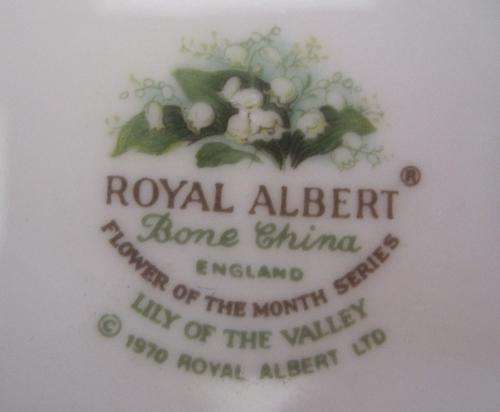 ROYAL ALBERT®
Bone China
ENGLAND
FLOWER OF THE MONTH SERIES
LILY OF THE VALLEY
© 1970 ROYAL ALBERT LTD